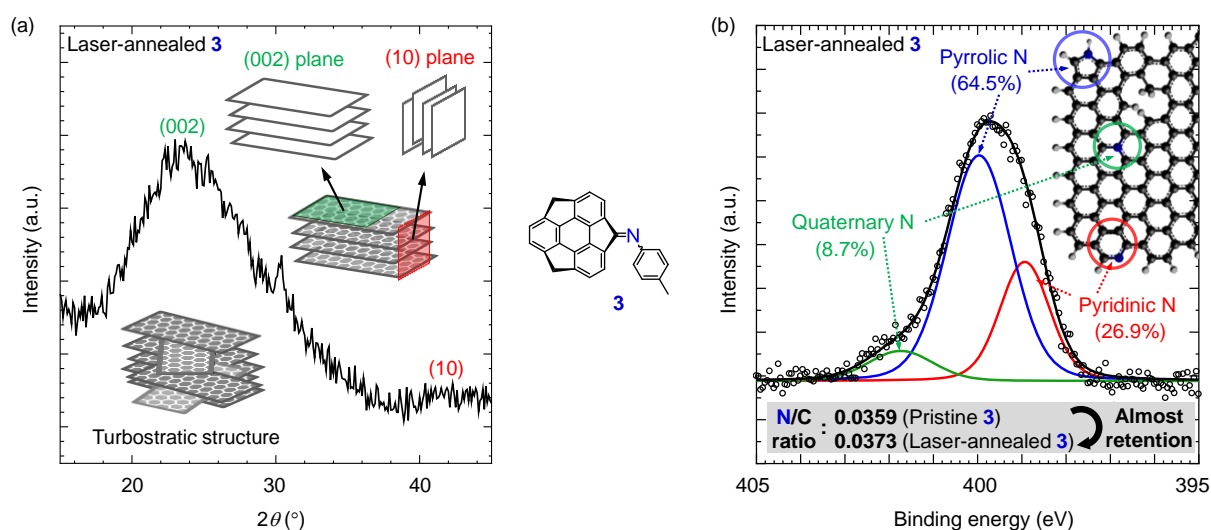 (a)
Laser-annealed 3
(002) plane
(10) plane
(002)
(10)
Turbostratic structure
Intensity (a.u.)
20
30
40
2θ (°)
N
3
(b)
Laser-annealed 3
Pyrrolic N
(64.5%)
Quaternary N
(8.7%)
Pyridinic N
(26.9%)
N/C
ratio
:
0.0359 (Pristine 3)
0.0373 (Laser-annealed 3)
Almost
retention
Intensity (a.u.)
405
400
395
Binding energy (eV)